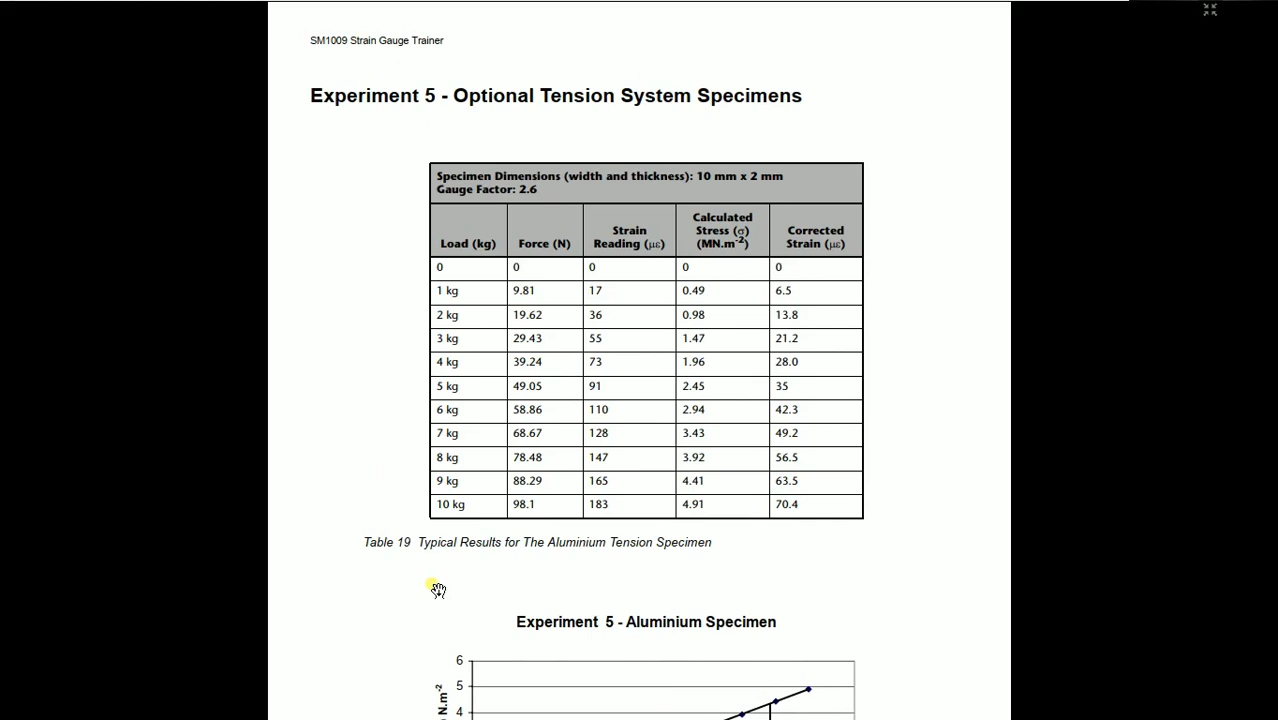 SM1009 Strain Gauge Trainer
Experiment 5 - Optional Tension System Specimens
Specimen Dimensions (width and thickness): 10 mm x 2 mm
Gauge Factor: 2.6
Load (kg) Force (N) Strain Reading (με) Calculated Stress (σ) (MN.m-2) Corrected Strain (με)
0 0 0 0 0
1 kg 9.81 17 0.49 6.5
2 kg 19.62 36 0.98 13.8
3 kg 29.43 55 1.47 21.2
4 kg 39.24 73 1.96 28.0
5 kg 49.05 91 2.45 35
6 kg 58.86 110 2.94 42.3
7 kg 68.67 128 3.43 49.2
8 kg 78.48 147 3.92 56.5
9 kg 88.29 165 4.41 63.5
10 kg 98.1 183 4.91 70.4
Table 19 Typical Results for The Aluminium Tension Specimen
Experiment 5 - Aluminium Specimen
6
5
4
N.m-2